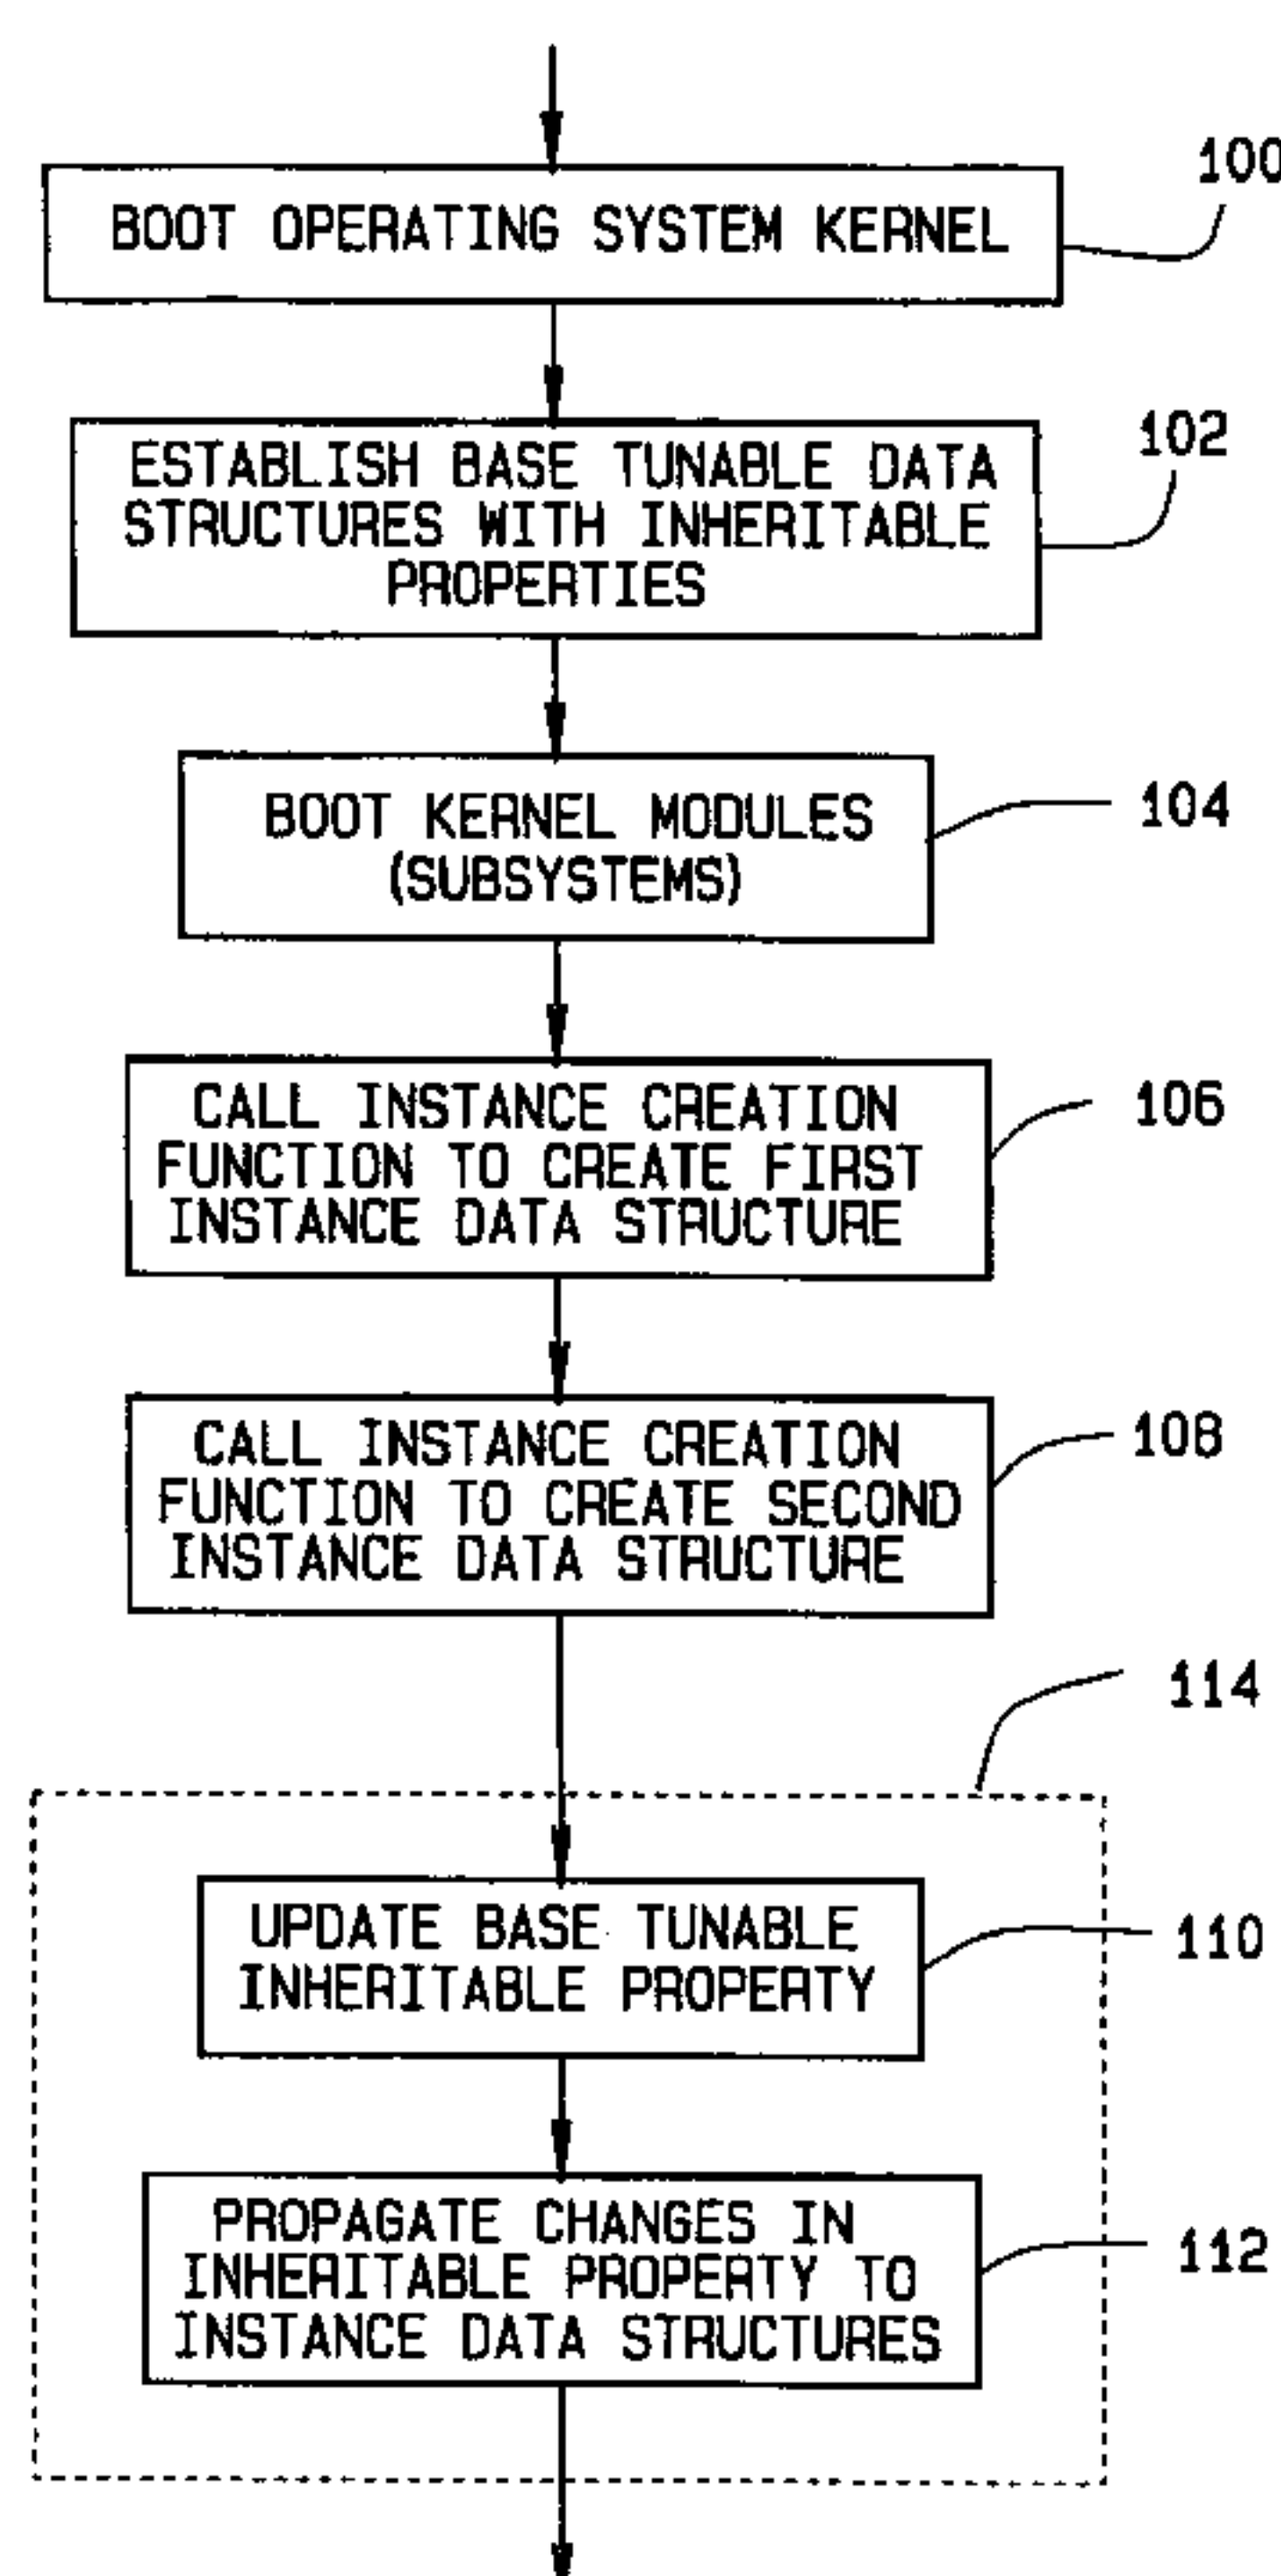 100
BOOT OPERATING SYSTEM KERNEL
102
ESTABLISH BASE TUNABLE DATA
STRUCTURES WITH INHERITABLE
PROPERTIES
104
BOOT KERNEL MODULES
(SUBSYSTEMS)
106
CALL INSTANCE CREATION
FUNCTION TO CREATE FIRST
INSTANCE DATA STRUCTURE
108
CALL INSTANCE CREATION
FUNCTION TO CREATE SECOND
INSTANCE DATA STRUCTURE
114
UPDATE BASE TUNABLE
INHERITABLE PROPERTY
110
PROPAGATE CHANGES IN
INHERITABLE PROPERTY TO
INSTANCE DATA STRUCTURES
112